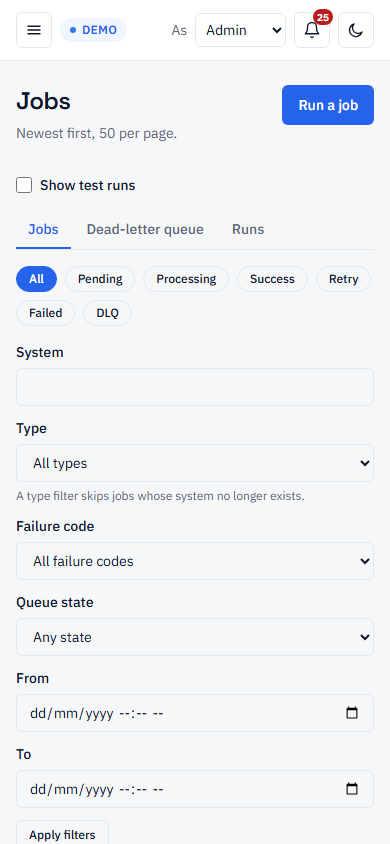 DEMO
As
Admin
25
Jobs
Run a job
Newest first, 50 per page.
Show test runs
Jobs Dead-letter queue Runs
All Pending Processing Success Retry
Failed DLQ
System
Type
All types
A type filter skips jobs whose system no longer exists.
Failure code
All failure codes
Queue state
Any state
From
dd/mm/yyyy --:-- --
To
dd/mm/yyyy --:-- --
Apply filters